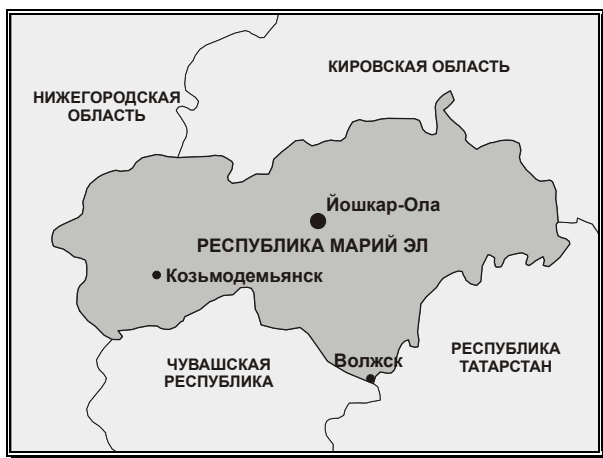 КИРОВСКАЯ ОБЛАСТЬ
НИЖЕГОРОДСКАЯ
ОБЛАСТЬ
Йошкар-Ола
РЕСПУБЛИКА МАРИЙ ЭЛ
Козьмодемьянск
ЧУВАШСКАЯ
РЕСПУБЛИКА
Волжск
РЕСПУБЛИКА
ТАТАРСТАН